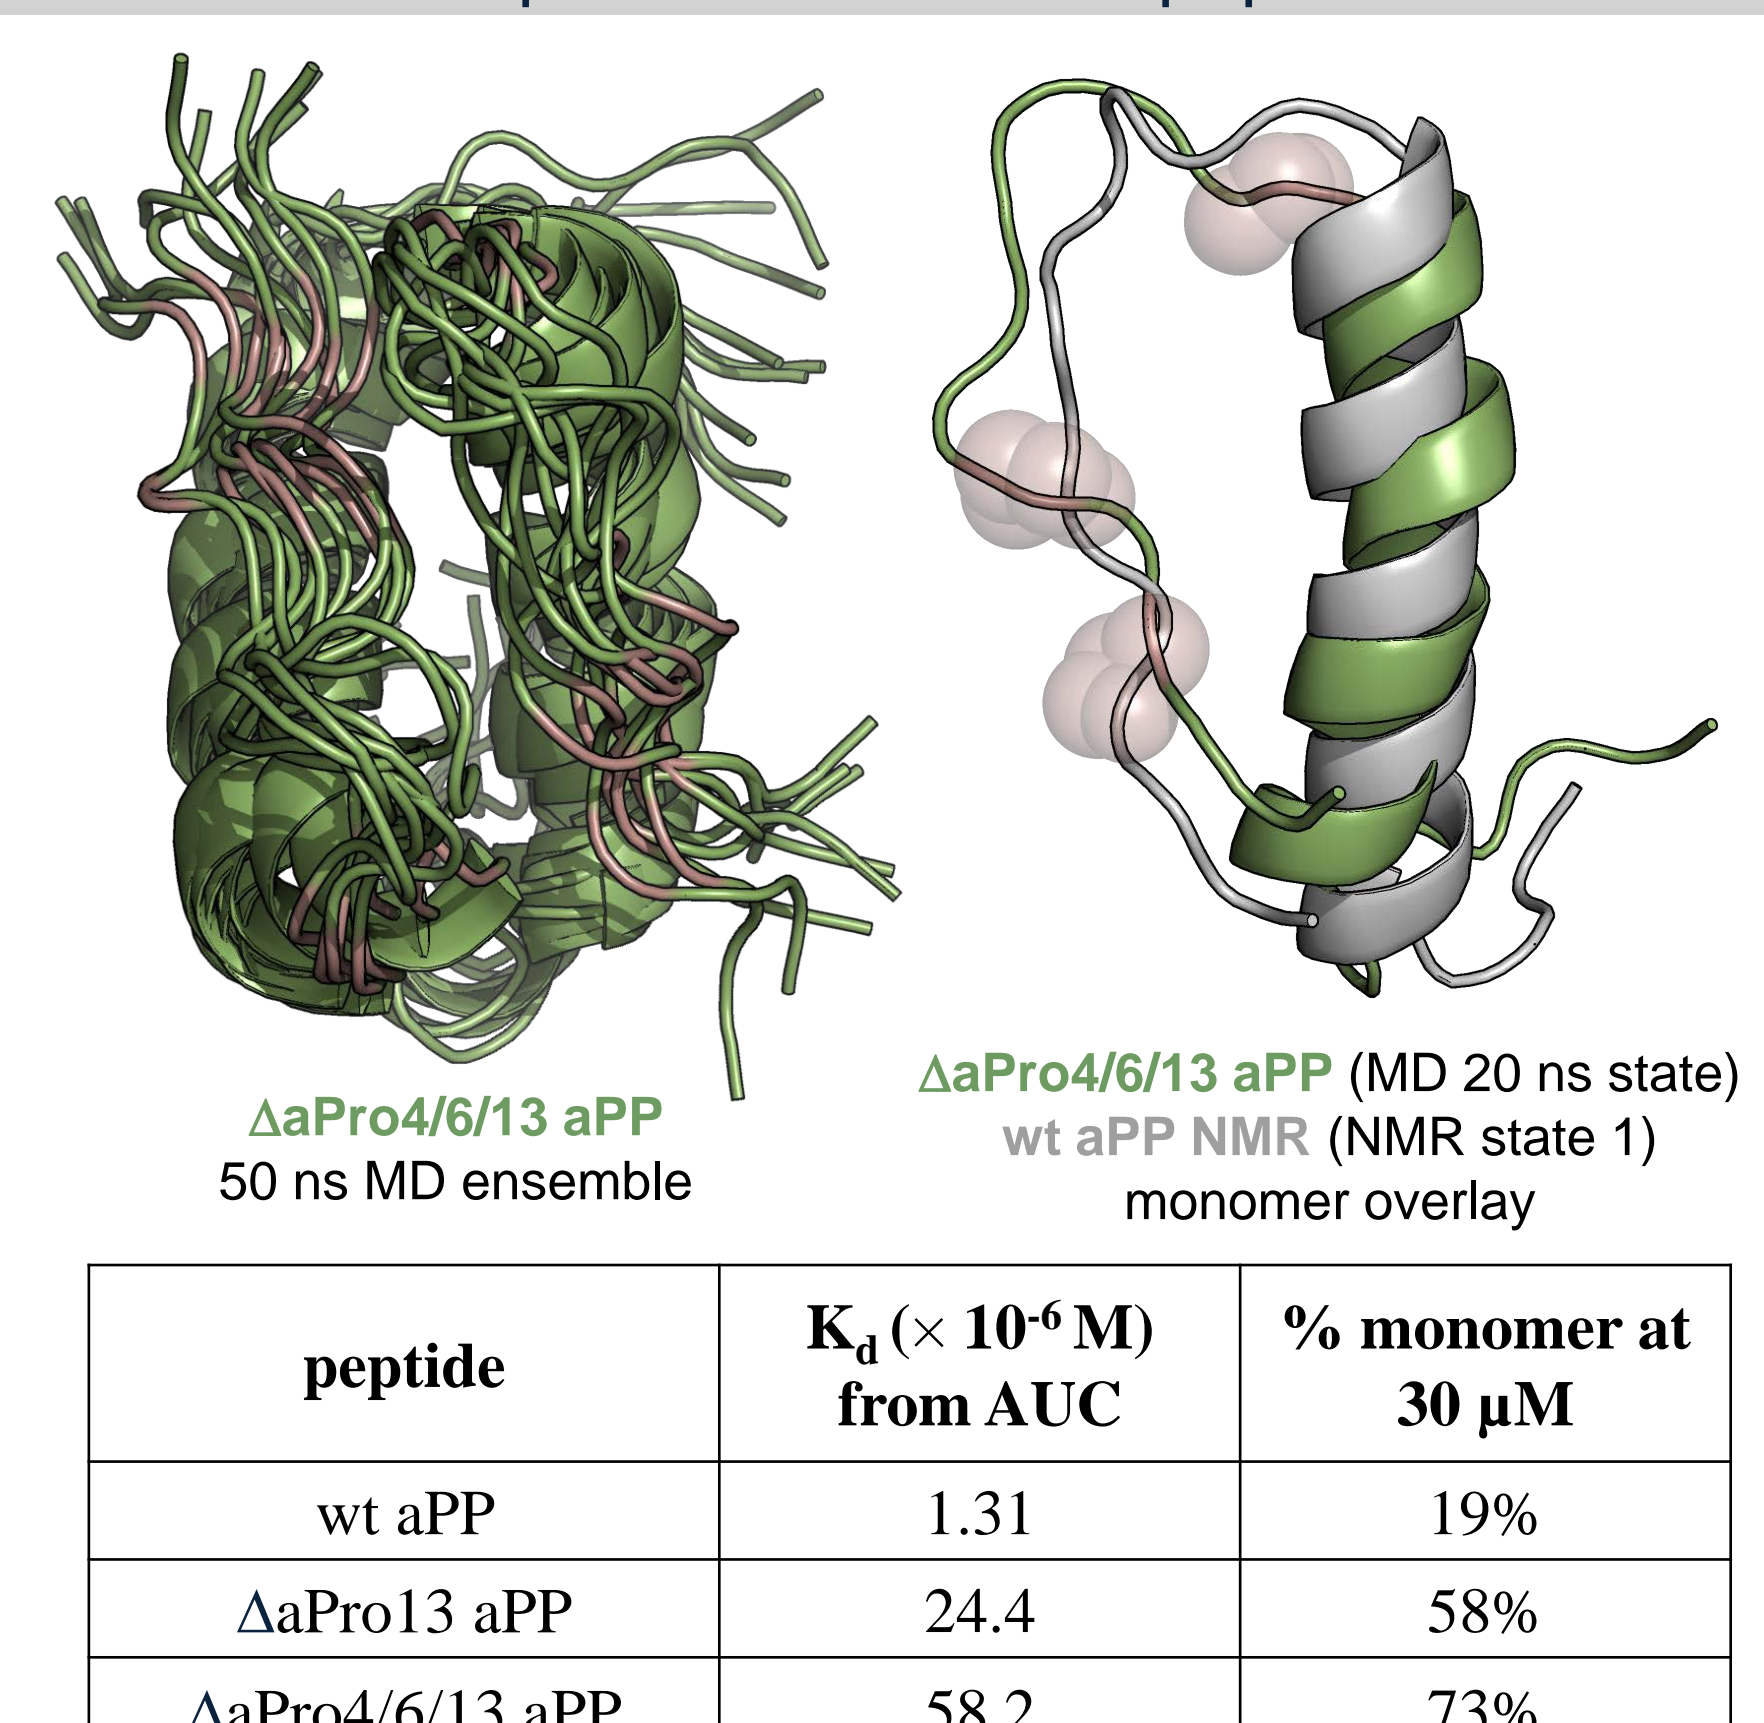 ΔaPro4/6/13 aPP
50 ns MD ensemble
ΔaPro4/6/13 aPP (MD 20 ns state)
wt aPP NMR (NMR state 1)
monomer overlay
peptide
K_d (× 10^-6 M)
from AUC
% monomer at
30 µM
wt aPP
1.31
19%
ΔaPro13 aPP
24.4
58%
ΔaPro4/6/13 aPP
58.2
73%